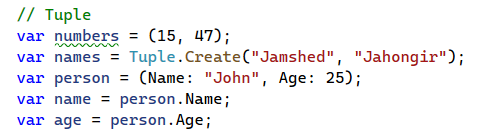 // Tuple
var numbers = (15, 47);
var names = Tuple.Create("Jamshed", "Jahongir");
var person = (Name: "John", Age: 25);
var name = person.Name;
var age = person.Age;